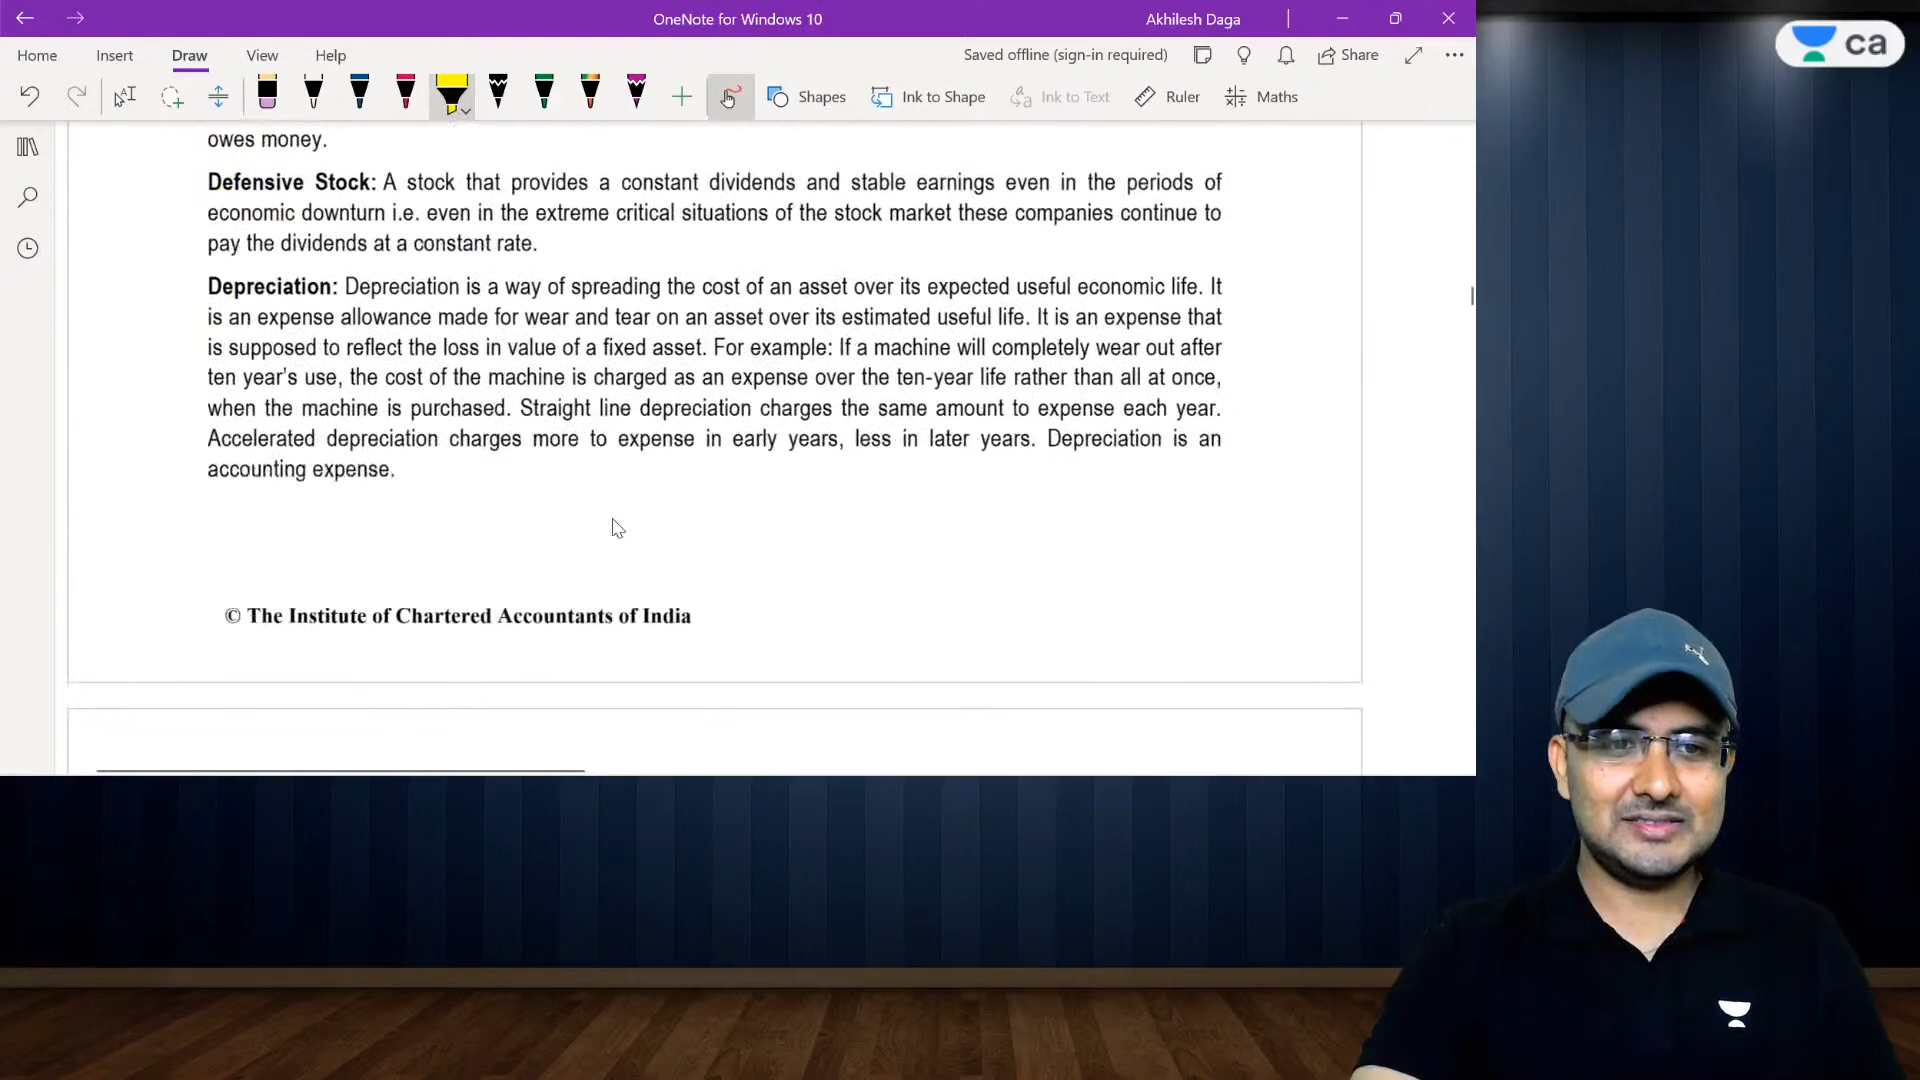 OneNote for Windows 10
Akhilesh Daga
Home Insert Draw View Help
Saved offline (sign-in required)
Share
Shapes
Ink to Shape
Ink to Text
Ruler
Maths
ca
owes money.
Defensive Stock: A stock that provides a constant dividends and stable earnings even in the periods of
economic downturn i.e. even in the extreme critical situations of the stock market these companies continue to
pay the dividends at a constant rate.
Depreciation: Depreciation is a way of spreading the cost of an asset over its expected useful economic life. It
is an expense allowance made for wear and tear on an asset over its estimated useful life. It is an expense that
is supposed to reflect the loss in value of a fixed asset. For example: If a machine will completely wear out after
ten year's use, the cost of the machine is charged as an expense over the ten-year life rather than all at once,
when the machine is purchased. Straight line depreciation charges the same amount to expense each year.
Accelerated depreciation charges more to expense in early years, less in later years. Depreciation is an
accounting expense.
© The Institute of Chartered Accountants of India